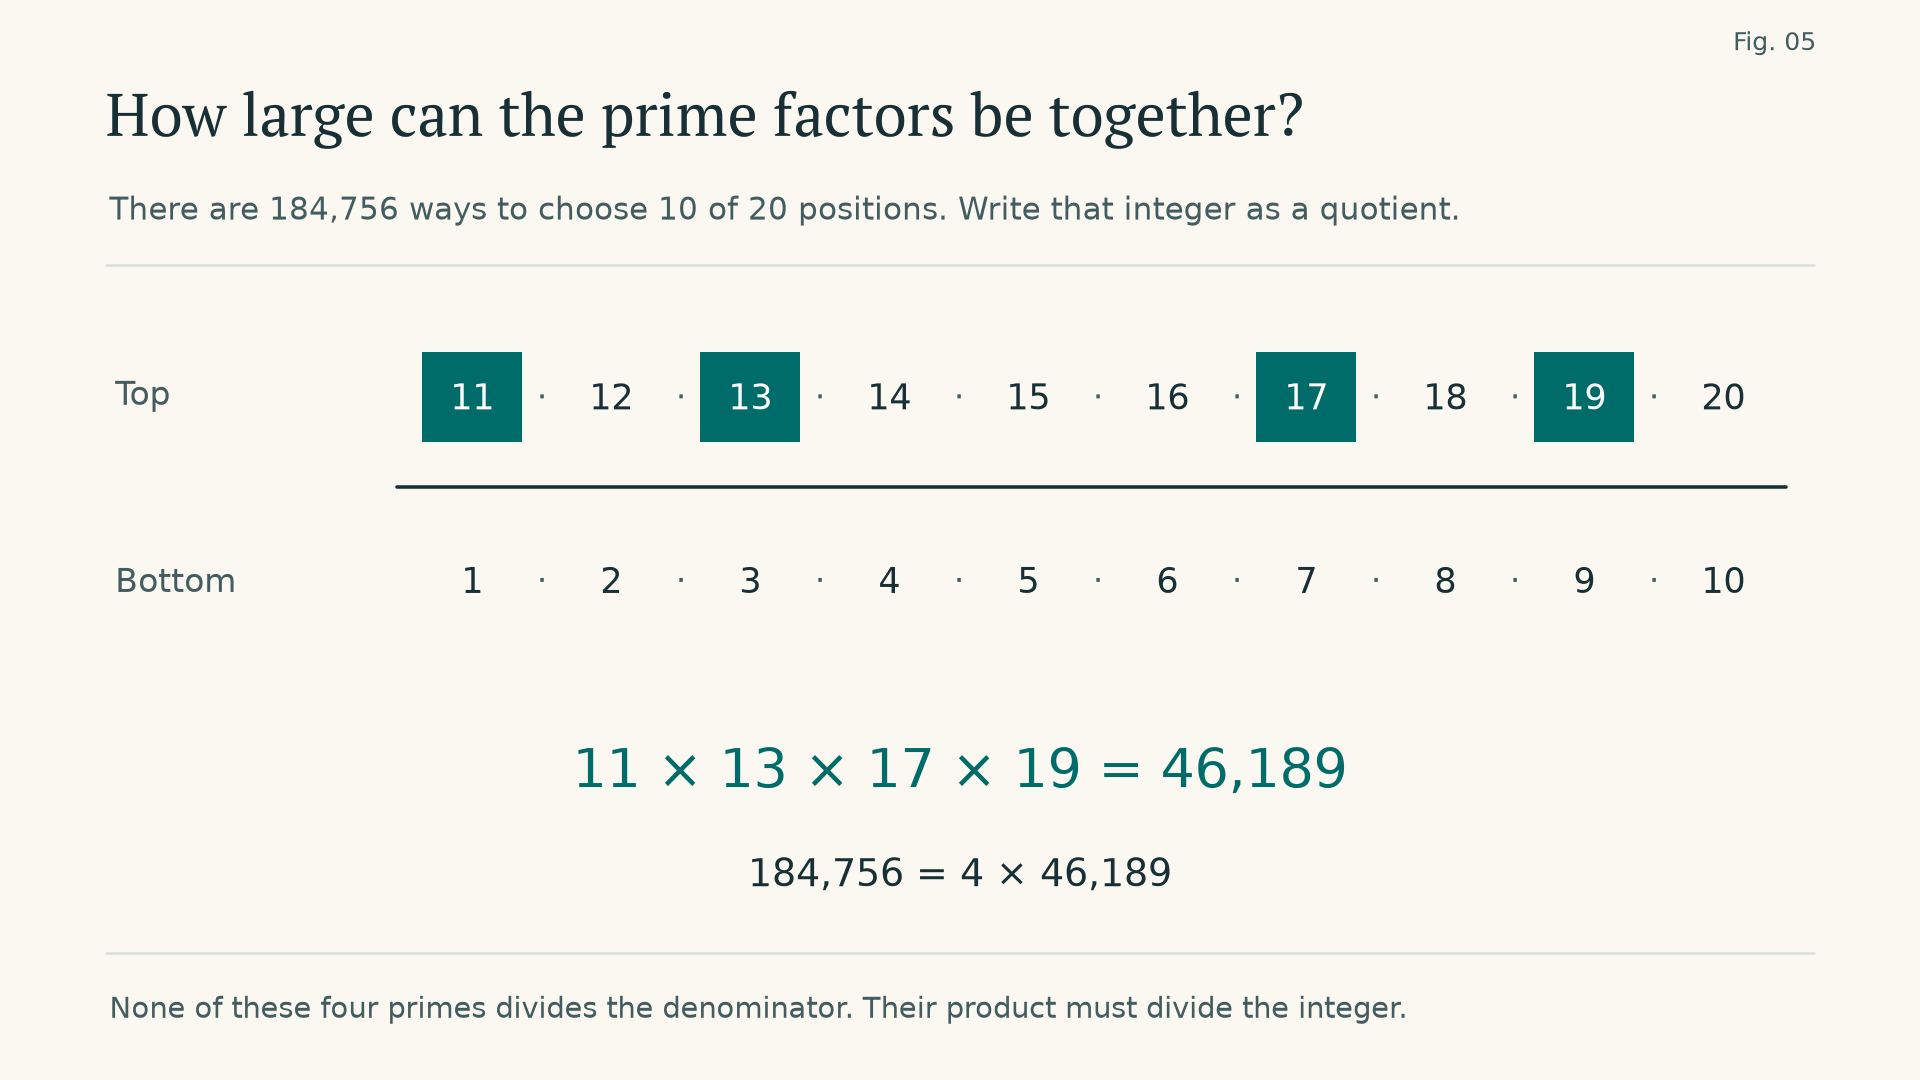 Fig. 05
How large can the prime factors be together?
There are 184,756 ways to choose 10 of 20 positions. Write that integer as a quotient.
Top 11 · 12 · 13 · 14 · 15 · 16 · 17 · 18 · 19 · 20
Bottom 1 · 2 · 3 · 4 · 5 · 6 · 7 · 8 · 9 · 10
11 × 13 × 17 × 19 = 46,189
184,756 = 4 × 46,189
None of these four primes divides the denominator. Their product must divide the integer.